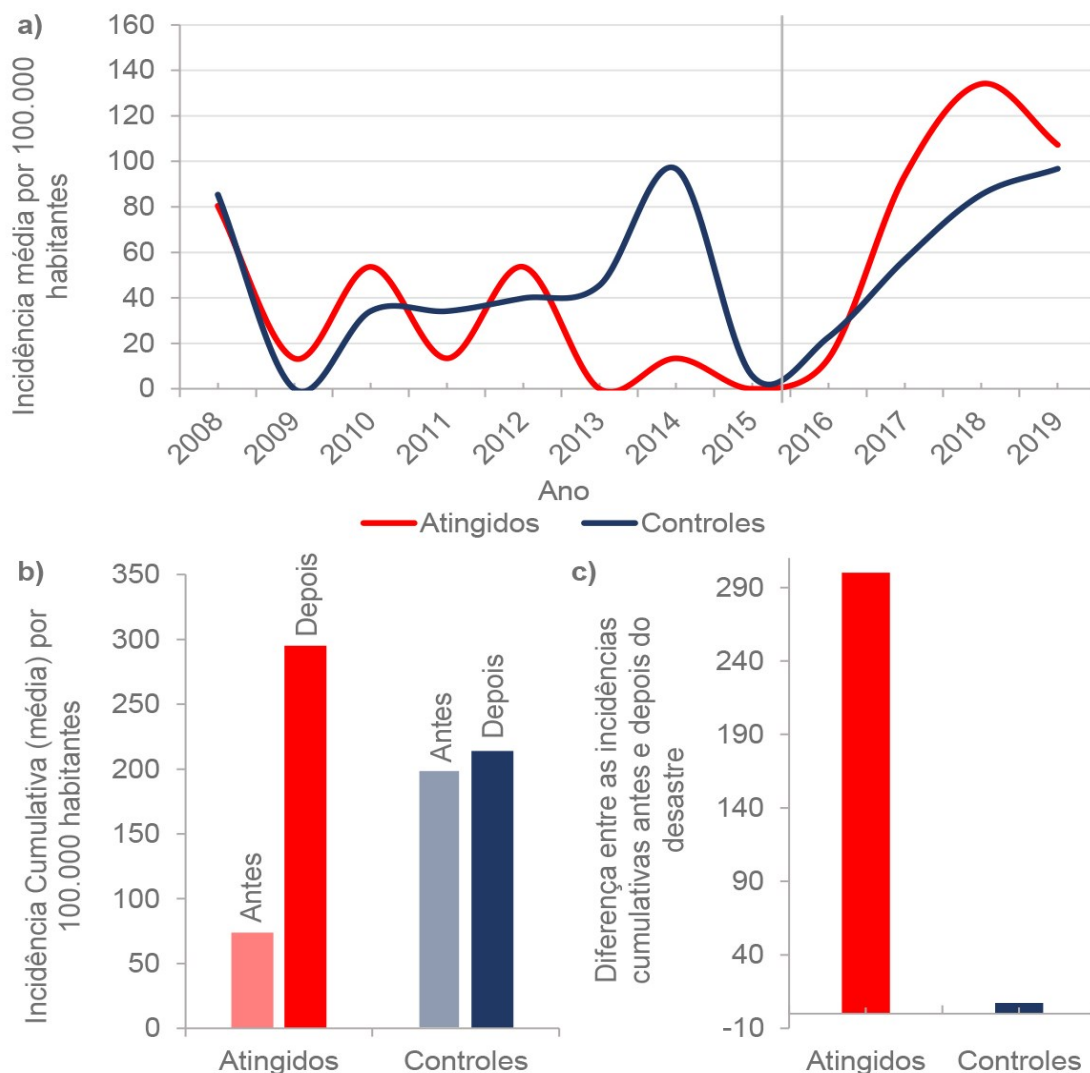 a)
Incidência média por 100.000
habitantes
160
140
120
100
80
60
40
20
0
2008
2009
2010
2011
2012
2013
2014
2015
2016
2017
2018
2019
Ano
Atingidos
Controles
b)
Incidência Cumulativa (média) por
100.000 habitantes
350
300
250
200
150
100
50
0
Antes
Depois
Antes
Depois
Atingidos
Controles
c)
Diferença entre as incidências
cumulativas antes e depois do
desastre
290
240
190
140
90
40
-10
Atingidos
Controles